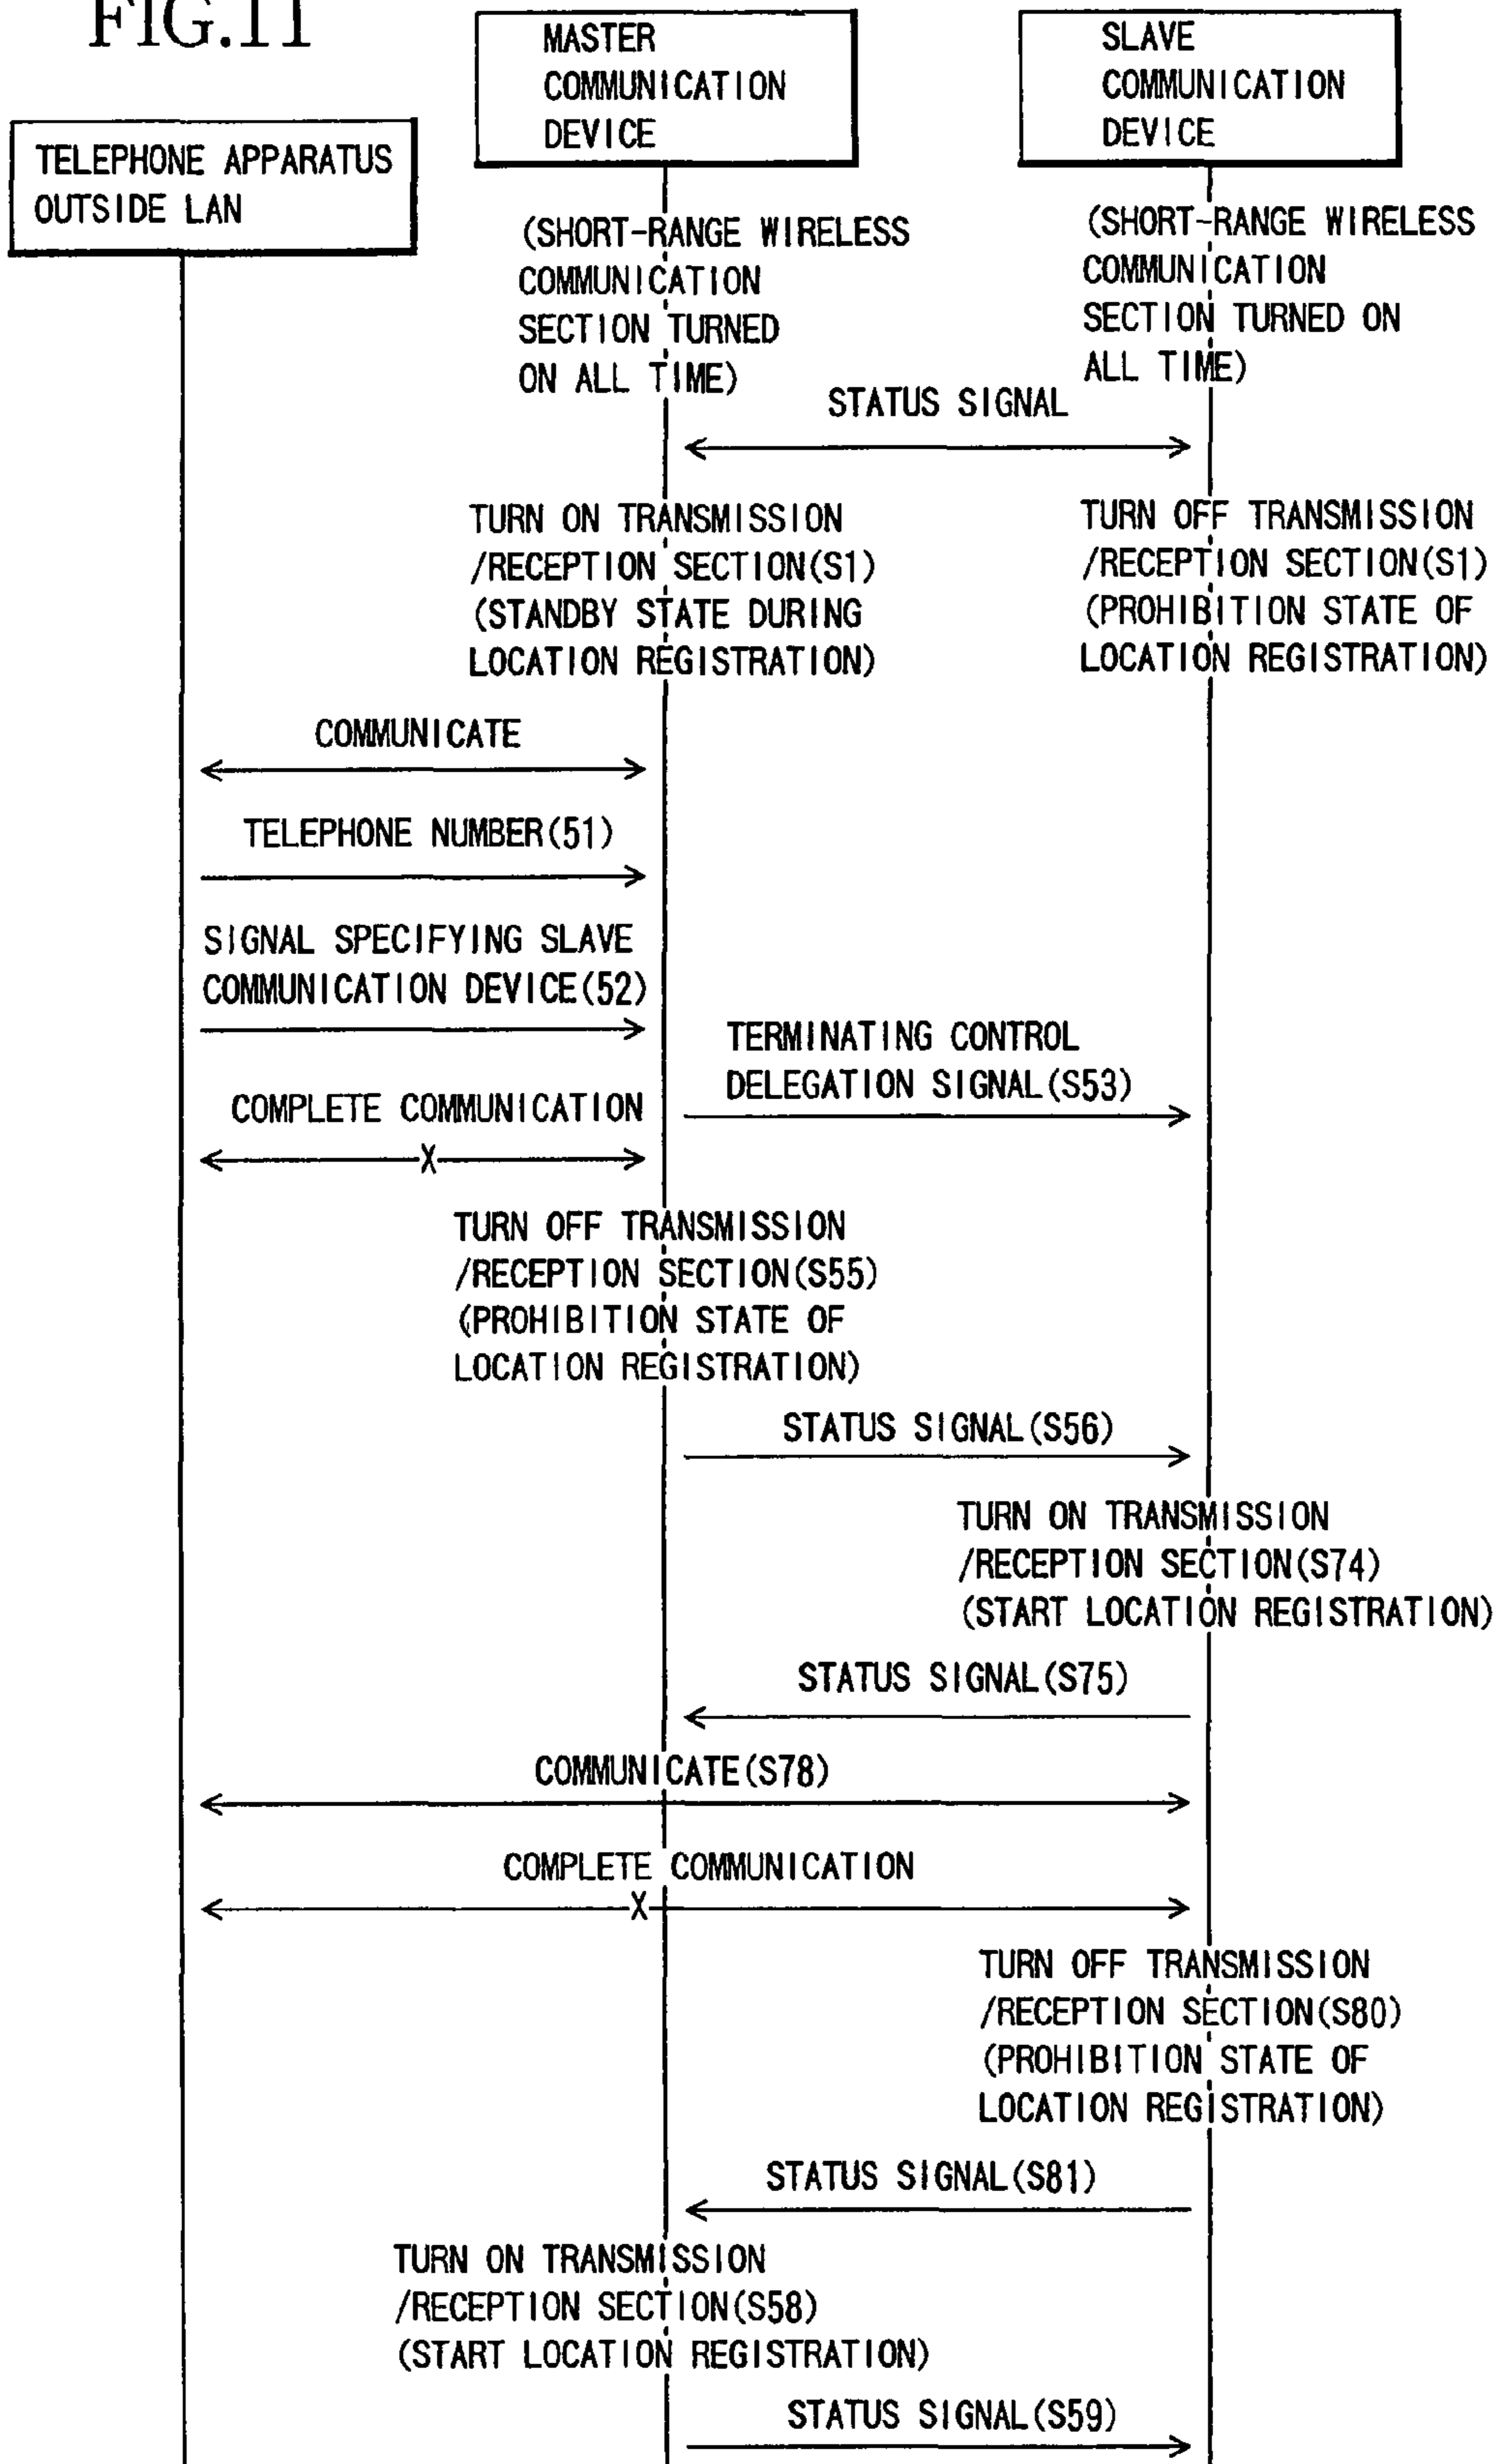 FIG.11
MASTER
COMMUNICATION
DEVICE
SLAVE
COMMUNICATION
DEVICE
TELEPHONE APPARATUS
OUTSIDE LAN
(SHORT-RANGE WIRELESS
COMMUNICATION
SECTION TURNED
ON ALL TIME)
(SHORT-RANGE WIRELESS
COMMUNICATION
SECTION TURNED ON
ALL TIME)
STATUS SIGNAL
TURN ON TRANSMISSION
/RECEPTION SECTION(S1)
(STANDBY STATE DURING
LOCATION REGISTRATION)
TURN OFF TRANSMISSION
/RECEPTION SECTION(S1)
(PROHIBITION STATE OF
LOCATION REGISTRATION)
COMMUNICATE
TELEPHONE NUMBER(51)
SIGNAL SPECIFYING SLAVE
COMMUNICATION DEVICE(52)
TERMINATING CONTROL
DELEGATION SIGNAL(S53)
COMPLETE COMMUNICATION
X
TURN OFF TRANSMISSION
/RECEPTION SECTION(S55)
(PROHIBITION STATE OF
LOCATION REGISTRATION)
STATUS SIGNAL(S56)
TURN ON TRANSMISSION
/RECEPTION SECTION(S74)
(START LOCATION REGISTRATION)
STATUS SIGNAL(S75)
COMMUNICATE(S78)
COMPLETE COMMUNICATION
X
TURN OFF TRANSMISSION
/RECEPTION SECTION(S80)
(PROHIBITION STATE OF
LOCATION REGISTRATION)
STATUS SIGNAL(S81)
TURN ON TRANSMISSION
/RECEPTION SECTION(S58)
(START LOCATION REGISTRATION)
STATUS SIGNAL(S59)